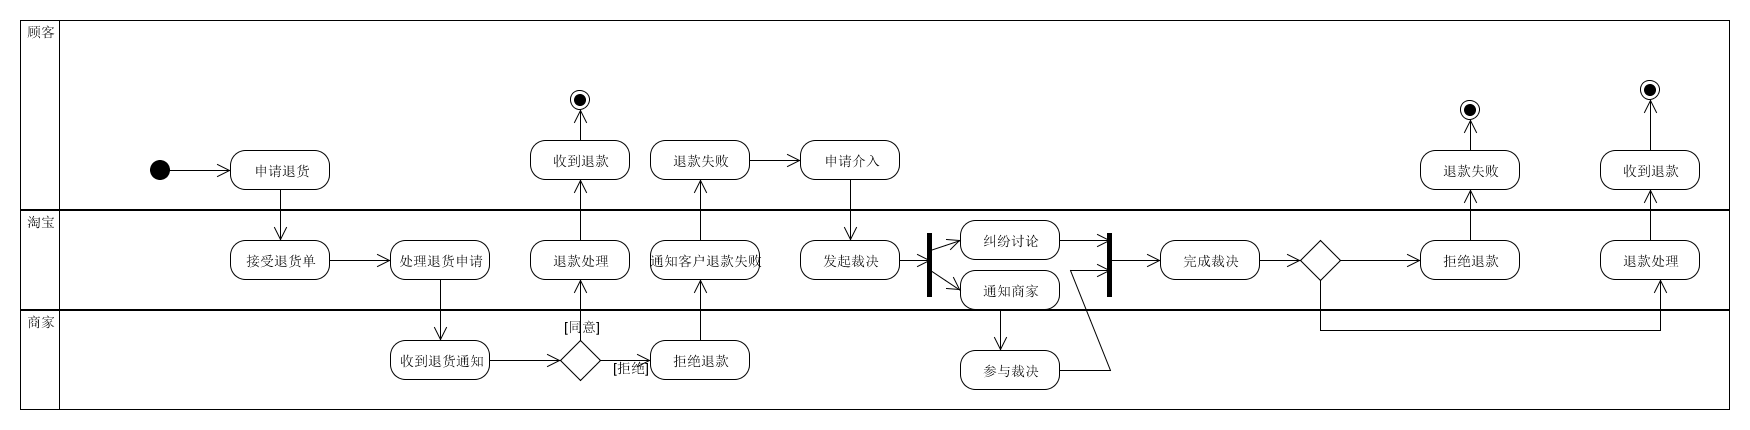 顾客
收到退款
退款失败
申请介入
申请退货
退款失败
收到退款
淘宝
接受退货单
处理退货申请
退款处理
通知客户退款失败
发起裁决
纠纷讨论
通知商家
完成裁决
拒绝退款
退款处理
商家
[同意]
收到退货通知
[拒绝]
拒绝退款
参与裁决